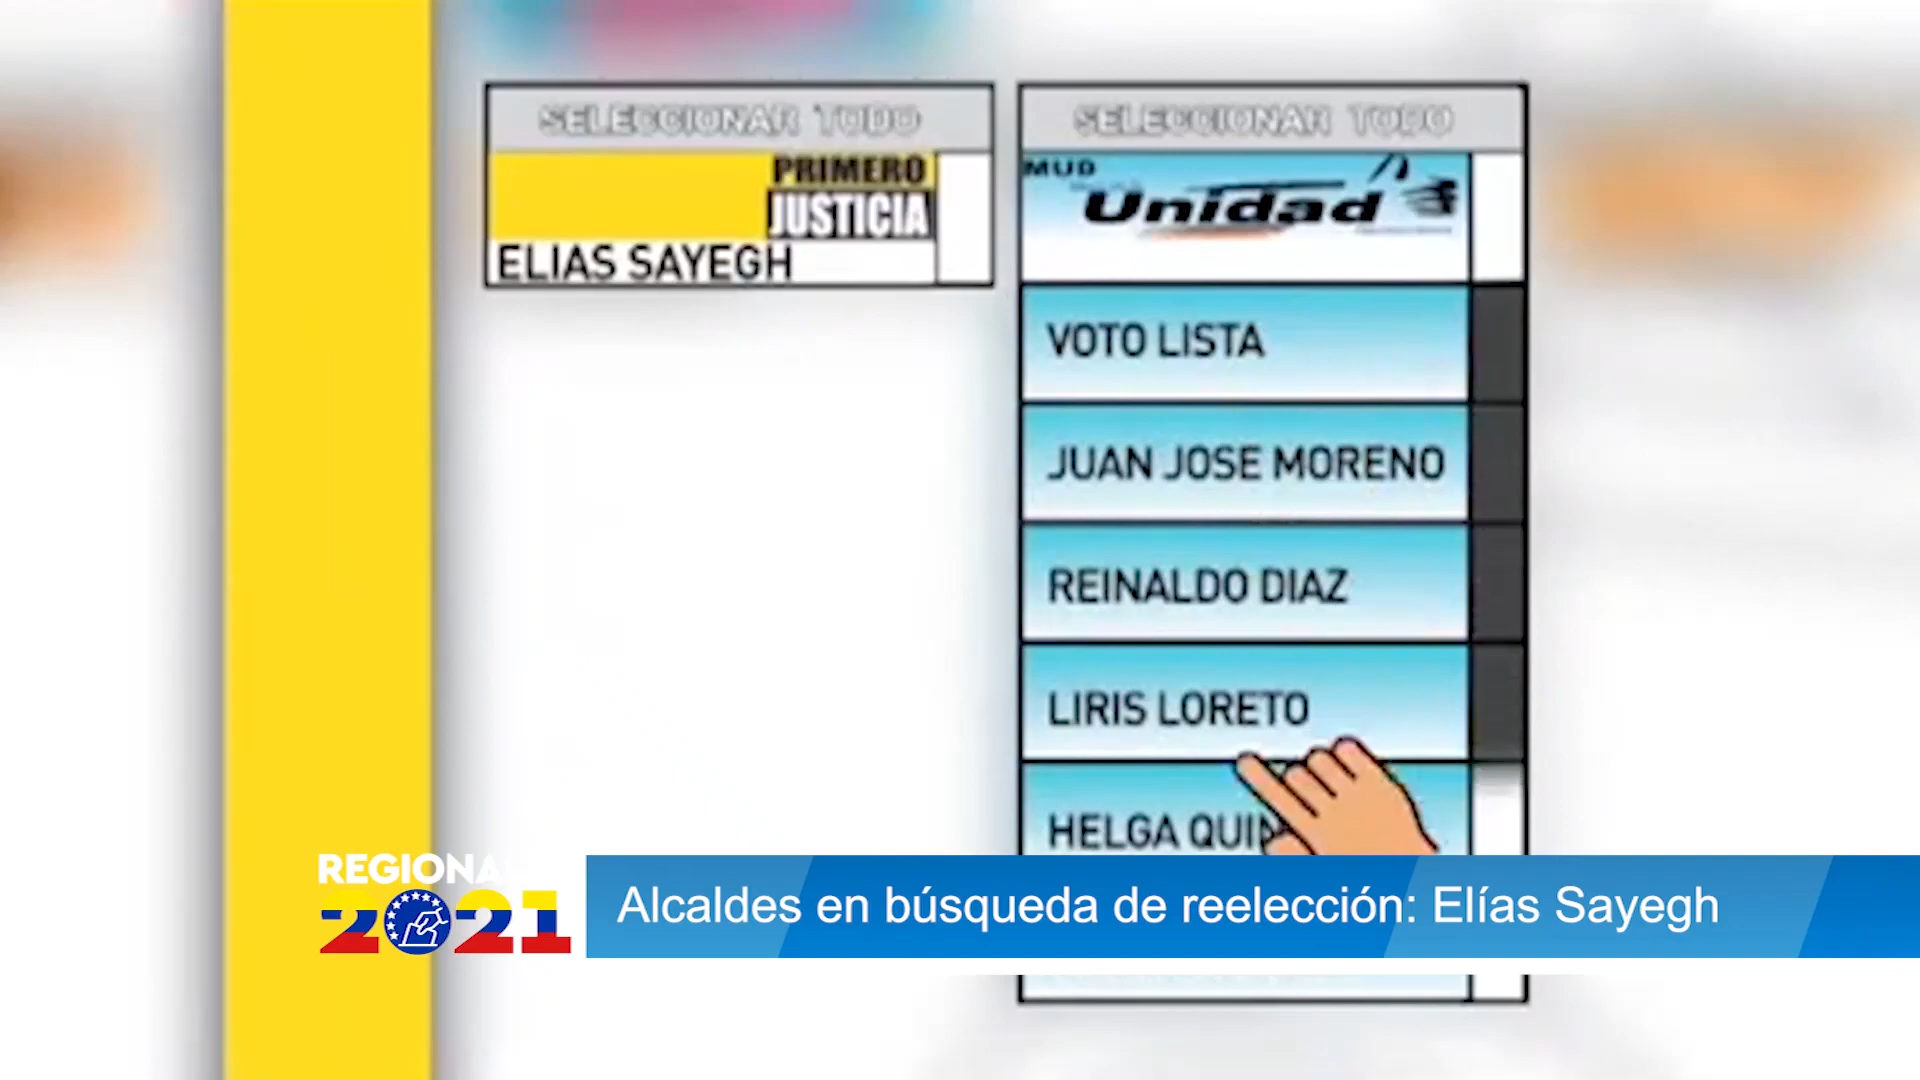 SELECCIONAR TODO
PRIMERO
JUSTICIA
ELIAS SAYEGH
SELECCIONAR TODO
MUD
Unidad
VOTO LISTA
JUAN JOSE MORENO
REINALDO DIAZ
LIRIS LORETO
HELGA
REGIONA
2021
Alcaldes en búsqueda de reelección: Elías Sayegh